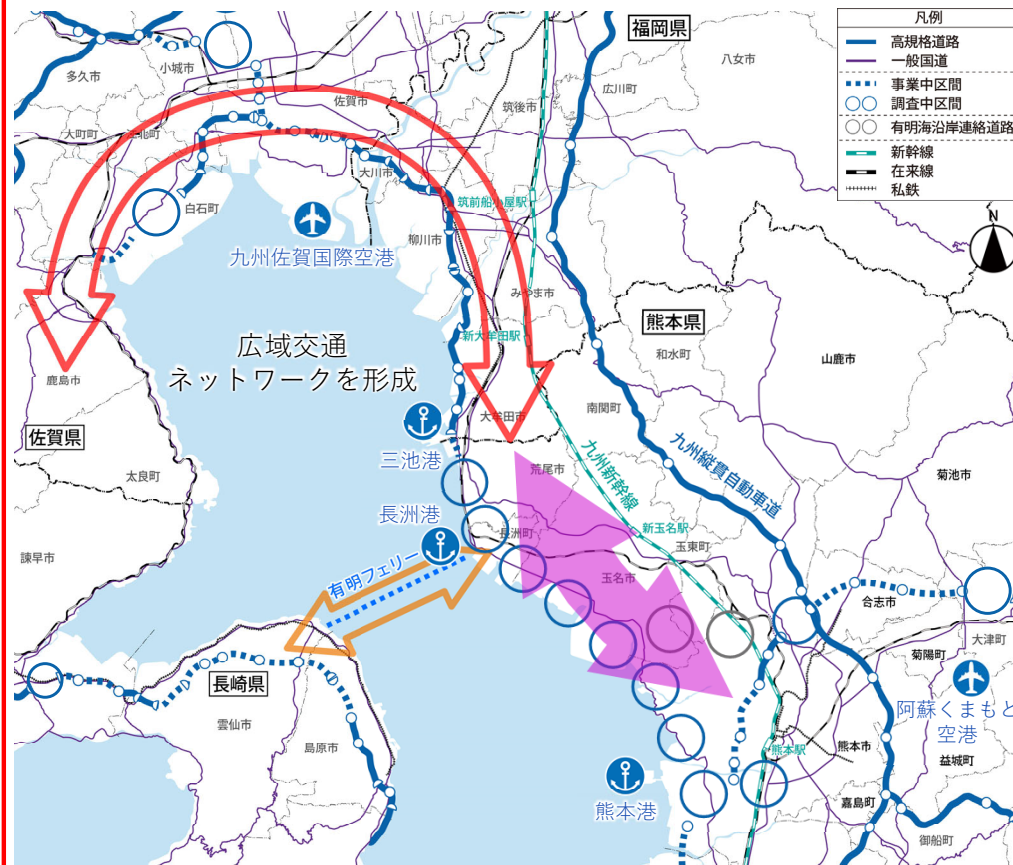 凡例
高規格道路
一般国道
事業中区間
調査中区間
有明海沿岸連絡道路
新幹線
在来線
私鉄
N
福岡県
八女市
広川町
小城市
多久市
佐賀市
筑後市
大町町
大川市
筑前船小屋駅
白石町
柳川市
九州佐賀国際空港
みやま市
新大牟田駅
熊本県
和水町
山鹿市
広域交通
ネットワークを形成
鹿島市
大牟田市
南関町
佐賀県
三池港
荒尾市
九州新幹線
九州縦貫自動車道
菊池市
太良町
長洲港
長洲町
新玉名駅
玉東町
諫早市
有明フェリー
玉名市
合志市
大津町
菊陽町
長崎県
雲仙市
島原市
阿蘇くまもと
空港
熊本駅
熊本市
益城町
熊本港
嘉島町
御船町